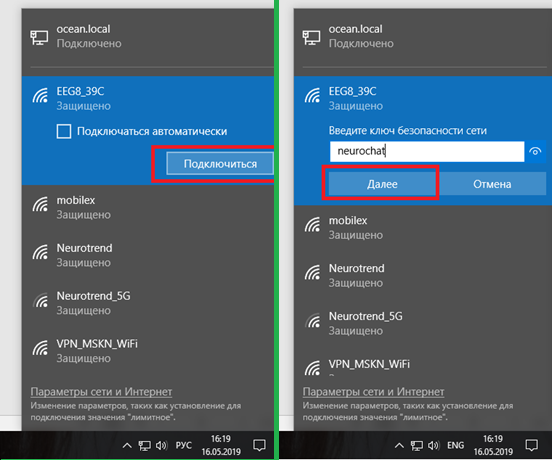 ocean.local
Подключено
EEG8_39C
Защищено
Подключаться автоматически
Подключиться
mobilex
Защищено
Neurotrend
Защищено
Neurotrend_5G
Защищено
VPN_MSKN_WiFi
Защищено
Параметры сети и Интернет
Изменение параметров, таких как установление для
подключения значения "лимитное".
РУС
16:19
16.05.2019
ocean.local
Подключено
EEG8_39C
Защищено
Введите ключ безопасности сети
neurochat
Далее
Отмена
mobilex
Защищено
Neurotrend
Защищено
Neurotrend_5G
Защищено
VPN_MSKN_WiFi
Защищено
Параметры сети и Интернет
Изменение параметров, таких как установление для
подключения значения "лимитное".
ENG
16:19
16.05.2019